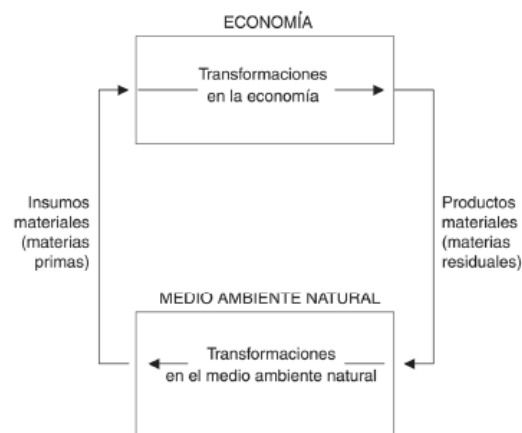 ECONOMÍA
Transformaciones
en la economía
Insumos
materiales
(materias
primas)
Productos
materiales
(materias
residuales)
MEDIO AMBIENTE NATURAL
Transformaciones
en el medio ambiente natural